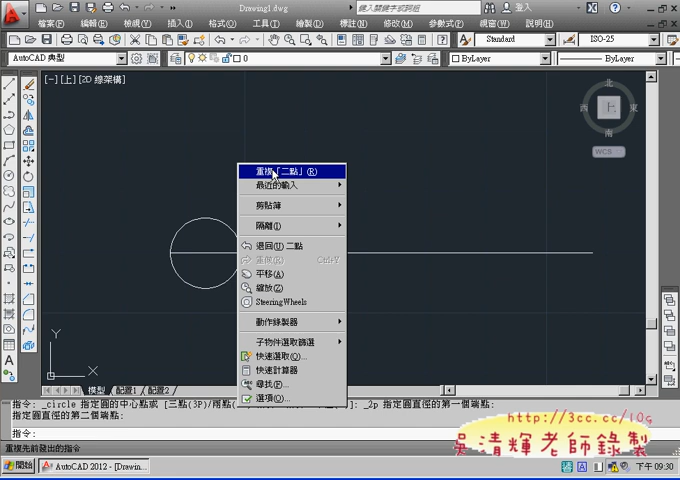 Drawing1.dwg
鍵入關鍵字或詞組
登入
檔案(F) 編輯(E) 檢視(V) 插入(I) 格式(O) 工具(T) 繪製(D) 標註(N) 修改(M) 參數式(P) 視窗(W) 說明(H)
Standard ISO-25
AutoCAD 典型 0 ByLayer ByLayer
[-] [上] [2D 線架構]
北
西 上 東
南
WCS
重複「二點」(R)
最近的輸入
剪貼簿
隔離(I)
退回(U) 二點
重做(R) Ctrl+Y
平移(A)
縮放(Z)
SteeringWheels
動作錄製器
子物件選取篩選
快速選取(Q)...
快速計算器
尋找(F)...
選項(O)...
Y
X
模型 配置1 配置2
指令: _circle 指定圓的中心點或 [三點(3P)/兩點(2P)/相切、相切、半徑(T)]: _2p 指定圓直徑的第一個端點:
指定圓直徑的第二個端點:
指令:
重複先前發出的指令
http://3cc.cc/10g
吳清輝老師錄製
開始 AutoCAD 2012 - [Drawin... 下午 09:30